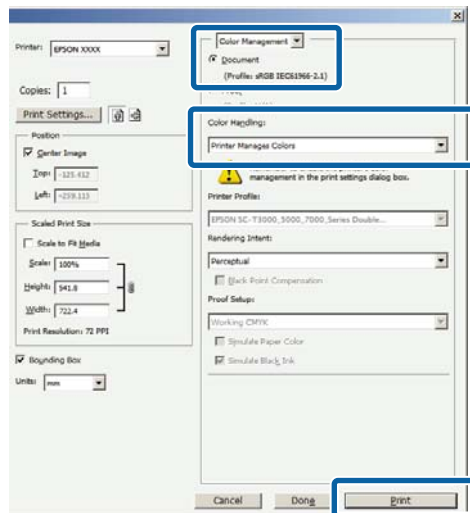 Printer: EPSON XXXX
Copies: 1
Print Settings...
Position
Center Image
Top: -125.412
Left: -259.115
Scaled Print Size
Scale to Fit Media
Scale: 100%
Height: 541.8
Width: 722.4
Print Resolution: 72 PPI
Bounding Box
Units: mm
Color Management
Document
(Profile: sRGB IEC61966-2.1)
Color Handling:
Printer Manages Colors
management in the print settings dialog box.
Printer Profile:
EPSON SC-T3000_5000_7000_Series Double...
Rendering Intent:
Perceptual
Black Point Compensation
Proof Setup:
Working CMYK
Simulate Paper Color
Simulate Black Ink
Cancel
Done
Print